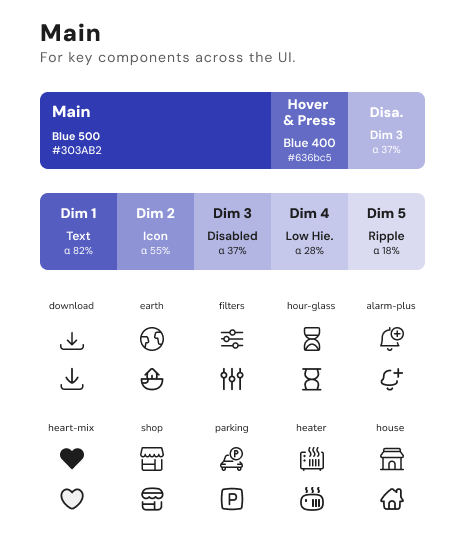 Main
For key components across the UI.
Main
Blue 500
#303AB2
Hover
& Press
Blue 400
#636bc5
Disa.
Dim 3
α 37%
Dim 1
Text
α 82%
Dim 2
Icon
α 55%
Dim 3
Disabled
α 37%
Dim 4
Low Hie.
α 28%
Dim 5
Ripple
α 18%
download
earth
filters
hour-glass
alarm-plus
heart-mix
shop
parking
heater
house
P
P